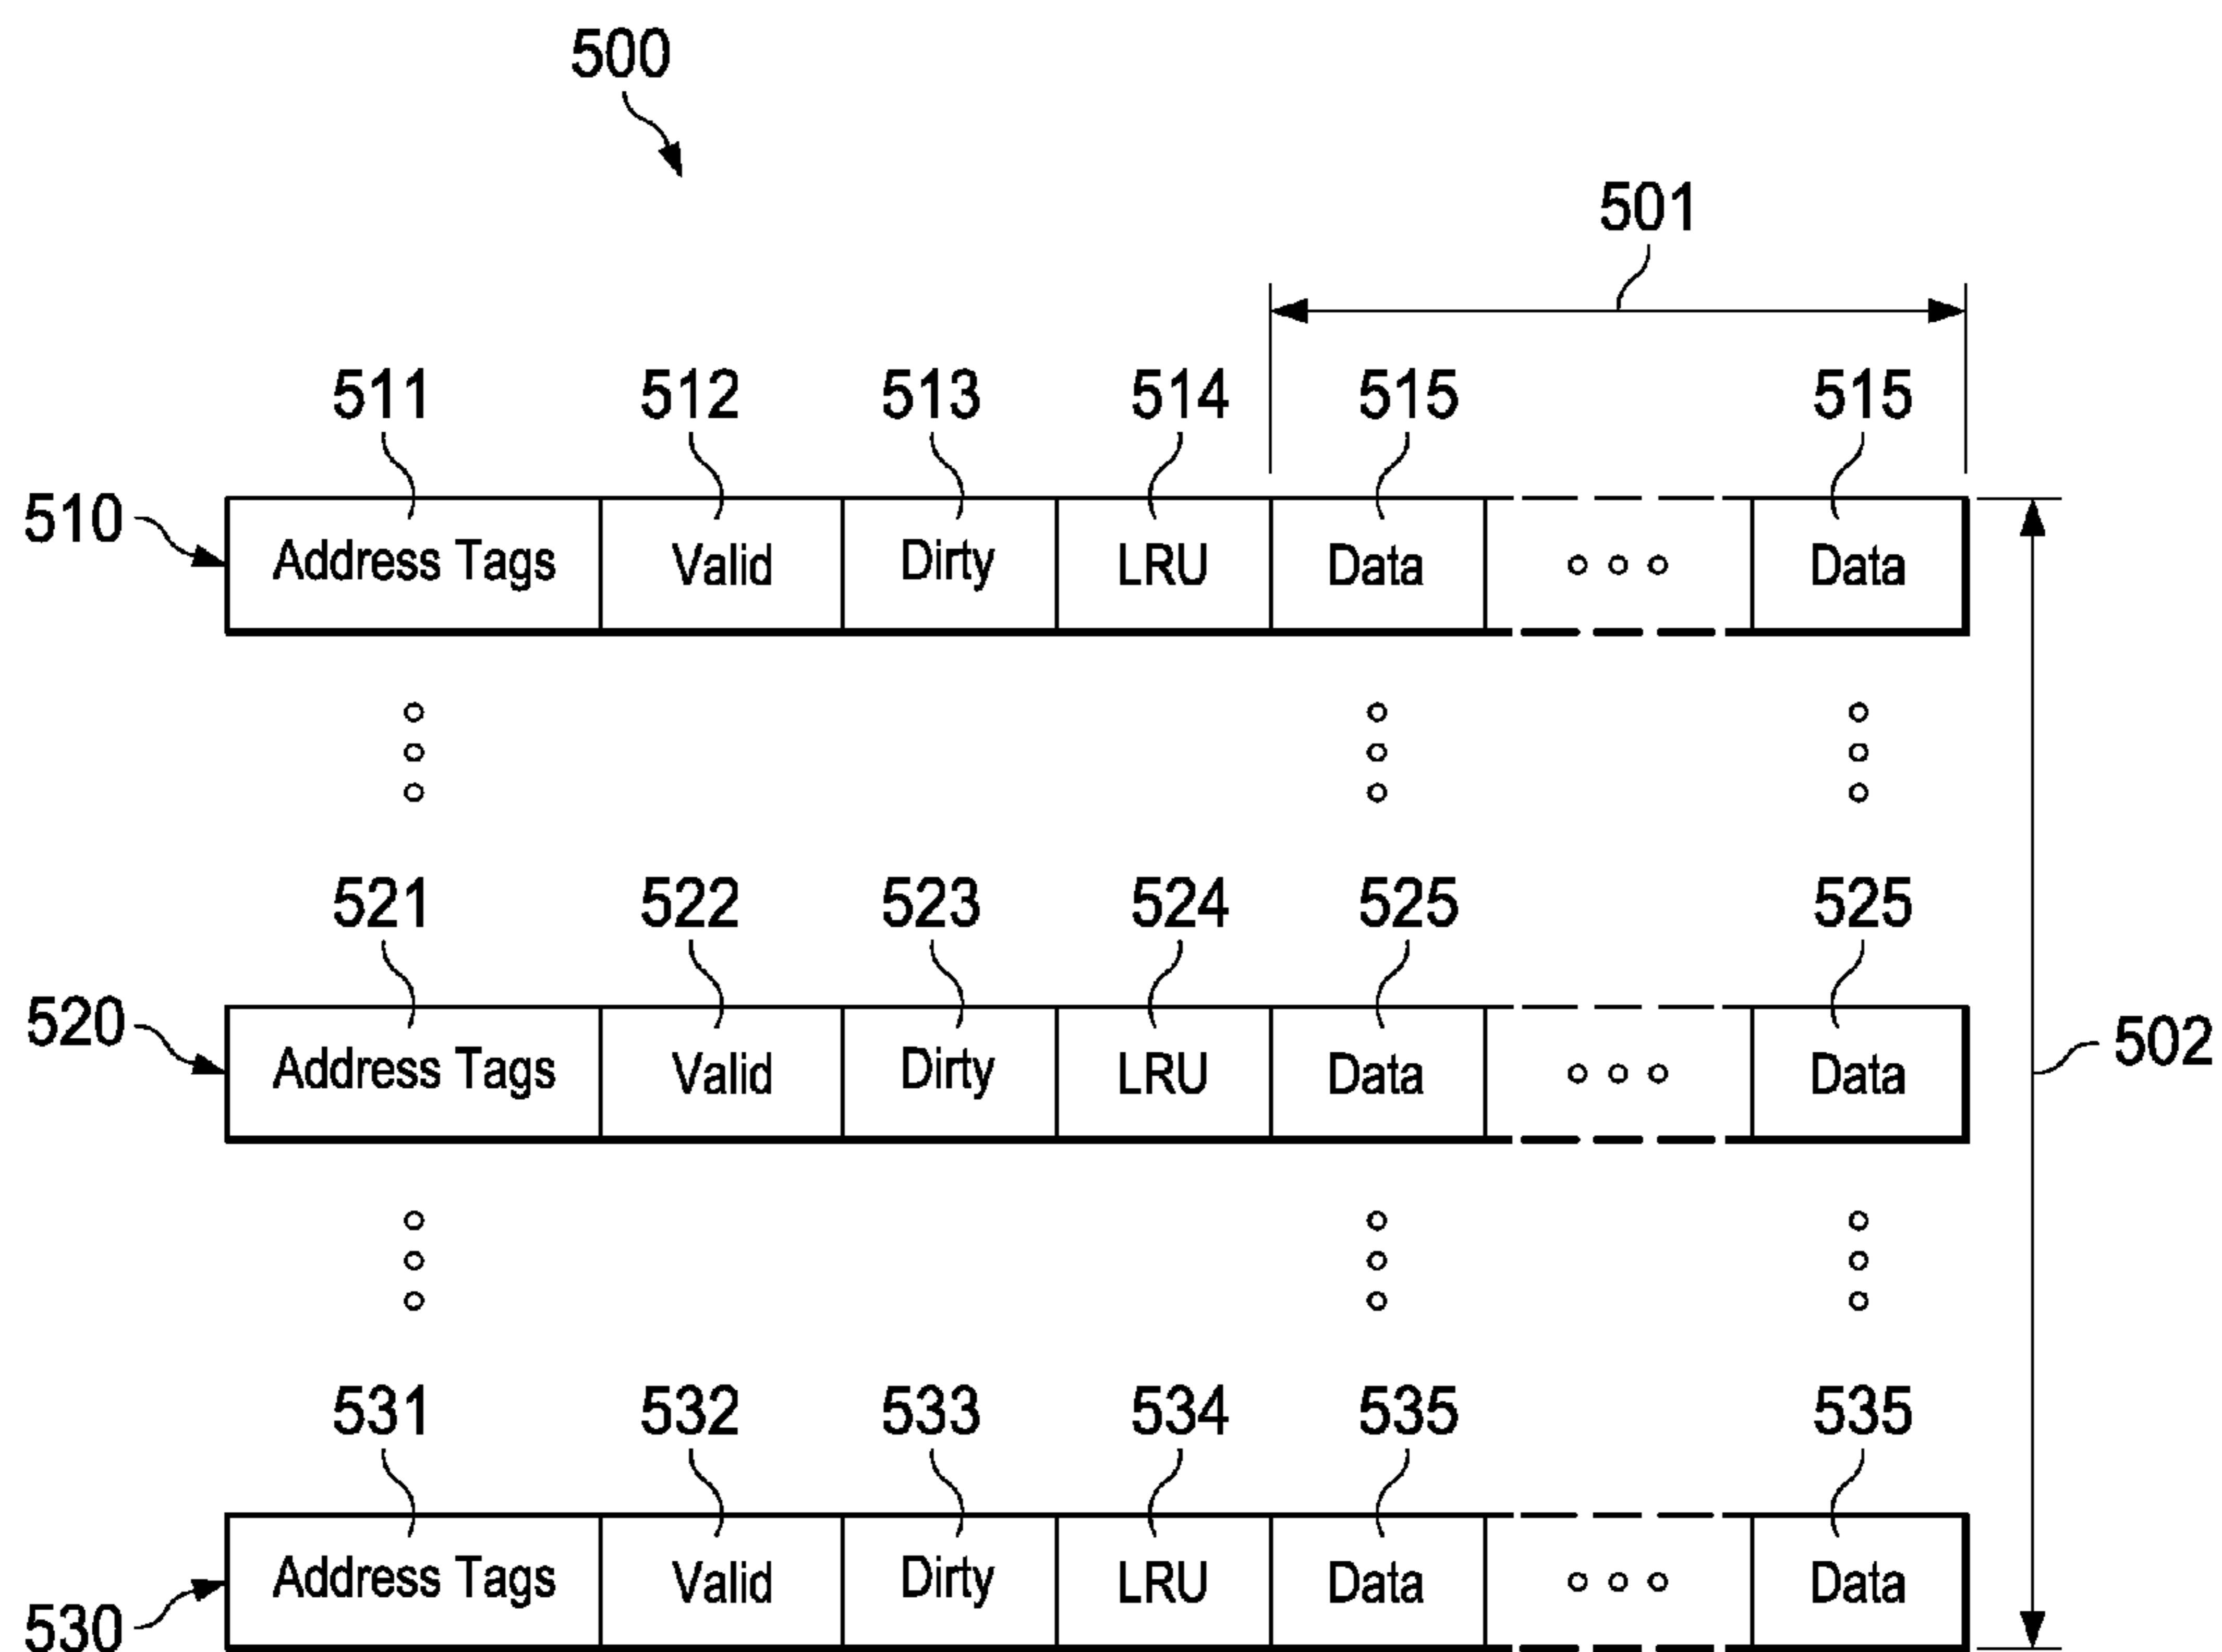 500
501
511 512 513 514 515 515
510
Address Tags Valid Dirty LRU Data Data
521 522 523 524 525 525
520
Address Tags Valid Dirty LRU Data Data
502
531 532 533 534 535 535
Address Tags Valid Dirty LRU Data Data
530